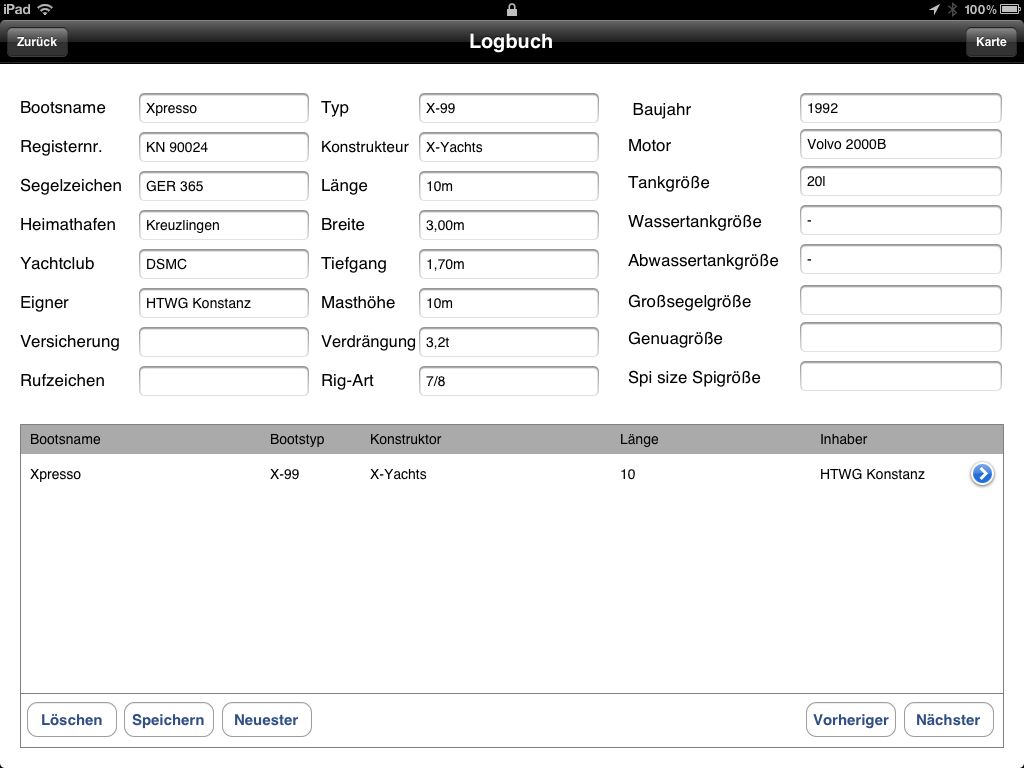 iPad 100%
Zurück Logbuch Karte
Bootsname Xpresso Typ X-99 Baujahr 1992
Registernr. KN 90024 Konstrukteur X-Yachts Motor Volvo 2000B
Segelzeichen GER 365 Länge 10m Tankgröße 20l
Heimathafen Kreuzlingen Breite 3,00m Wassertankgröße -
Yachtclub DSMC Tiefgang 1,70m Abwassertankgröße -
Eigner HTWG Konstanz Masthöhe 10m Großsegelgröße
Versicherung Verdrängung 3,2t Genuagröße
Rufzeichen Rig-Art 7/8 Spi size Spigröße
Bootsname Bootstyp Konstruktor Länge Inhaber
Xpresso X-99 X-Yachts 10 HTWG Konstanz
Löschen Speichern Neuester Vorheriger Nächster